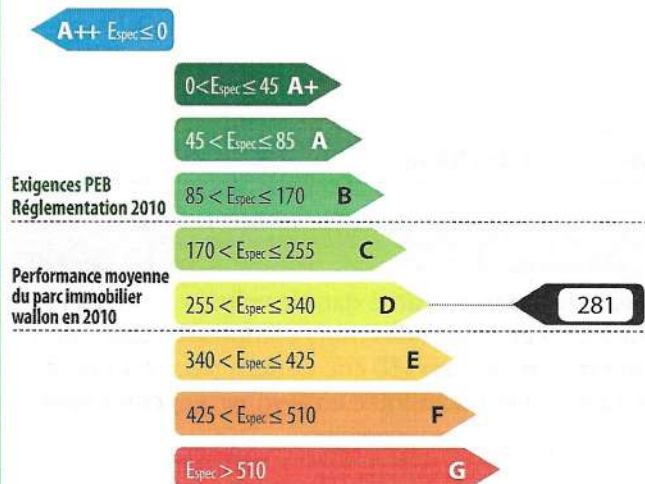 A++ Espec ≤ 0
0 < Espec ≤ 45 A+
45 < Espec ≤ 85 A
Exigences PEB
Réglementation 2010
85 < Espec ≤ 170 B
170 < Espec ≤ 255 C
Performance moyenne
du parc immobilier
wallon en 2010
255 < Espec ≤ 340 D
281
340 < Espec ≤ 425 E
425 < Espec ≤ 510 F
Espec > 510 G